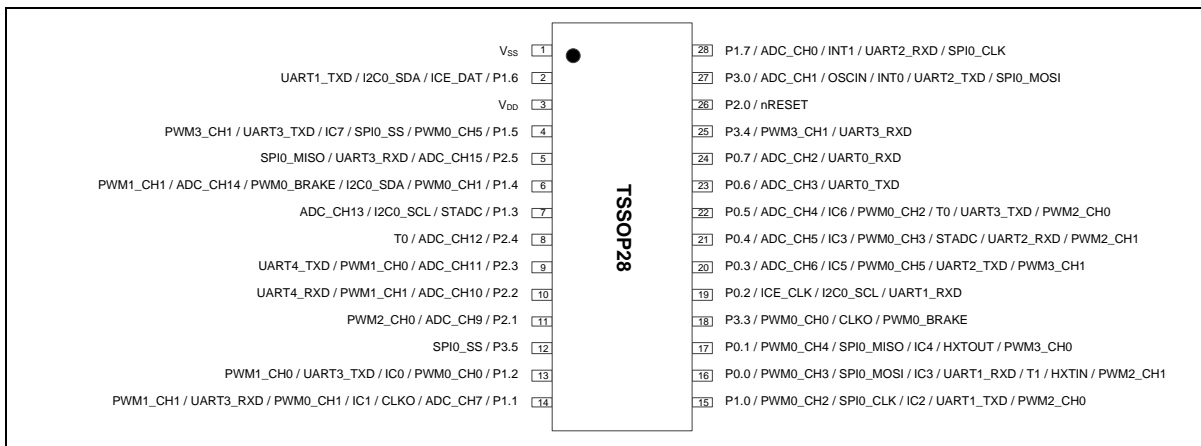 VSS 1
UART1_TXD / I2C0_SDA / ICE_DAT / P1.6 2
VDD 3
PWM3_CH1 / UART3_TXD / IC7 / SPI0_SS / PWM0_CH5 / P1.5 4
SPI0_MISO / UART3_RXD / ADC_CH15 / P2.5 5
PWM1_CH1 / ADC_CH14 / PWM0_BRAKE / I2C0_SDA / PWM0_CH1 / P1.4 6
ADC_CH13 / I2C0_SCL / STADC / P1.3 7
T0 / ADC_CH12 / P2.4 8
UART4_TXD / PWM1_CH0 / ADC_CH11 / P2.3 9
UART4_RXD / PWM1_CH1 / ADC_CH10 / P2.2 10
PWM2_CH0 / ADC_CH9 / P2.1 11
SPI0_SS / P3.5 12
PWM1_CH0 / UART3_TXD / IC0 / PWM0_CH0 / P1.2 13
PWM1_CH1 / UART3_RXD / PWM0_CH1 / IC1 / CLKO / ADC_CH7 / P1.1 14
TSSOP28
28 P1.7 / ADC_CH0 / INT1 / UART2_RXD / SPI0_CLK
27 P3.0 / ADC_CH1 / OSCIN / INT0 / UART2_TXD / SPI0_MOSI
26 P2.0 / nRESET
25 P3.4 / PWM3_CH1 / UART3_RXD
24 P0.7 / ADC_CH2 / UART0_RXD
23 P0.6 / ADC_CH3 / UART0_TXD
22 P0.5 / ADC_CH4 / IC6 / PWM0_CH2 / T0 / UART3_TXD / PWM2_CH0
21 P0.4 / ADC_CH5 / IC3 / PWM0_CH3 / STADC / UART2_RXD / PWM2_CH1
20 P0.3 / ADC_CH6 / IC5 / PWM0_CH5 / UART2_TXD / PWM3_CH1
19 P0.2 / ICE_CLK / I2C0_SCL / UART1_RXD
18 P3.3 / PWM0_CH0 / CLKO / PWM0_BRAKE
17 P0.1 / PWM0_CH4 / SPI0_MISO / IC4 / HXTOUT / PWM3_CH0
16 P0.0 / PWM0_CH3 / SPI0_MOSI / IC3 / UART1_RXD / T1 / HXTIN / PWM2_CH1
15 P1.0 / PWM0_CH2 / SPI0_CLK / IC2 / UART1_TXD / PWM2_CH0